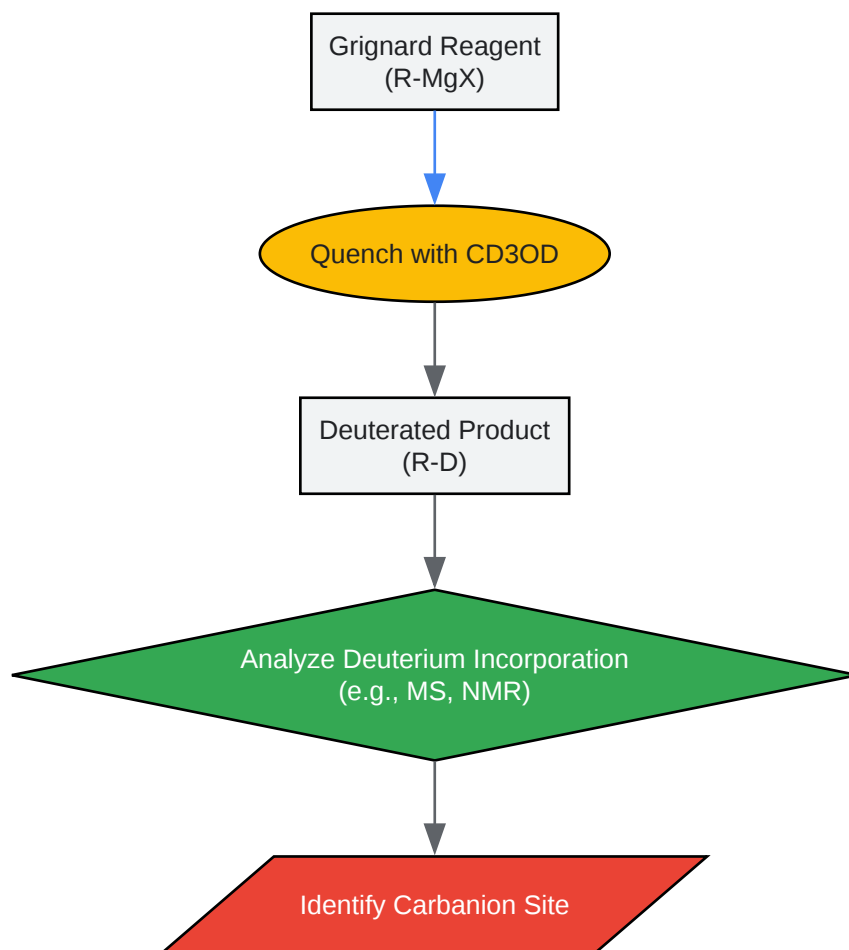 Grignard Reagent
(R-MgX)
Quench with CD3OD
Deuterated Product
(R-D)
Analyze Deuterium Incorporation
(e.g., MS, NMR)
Identify Carbanion Site